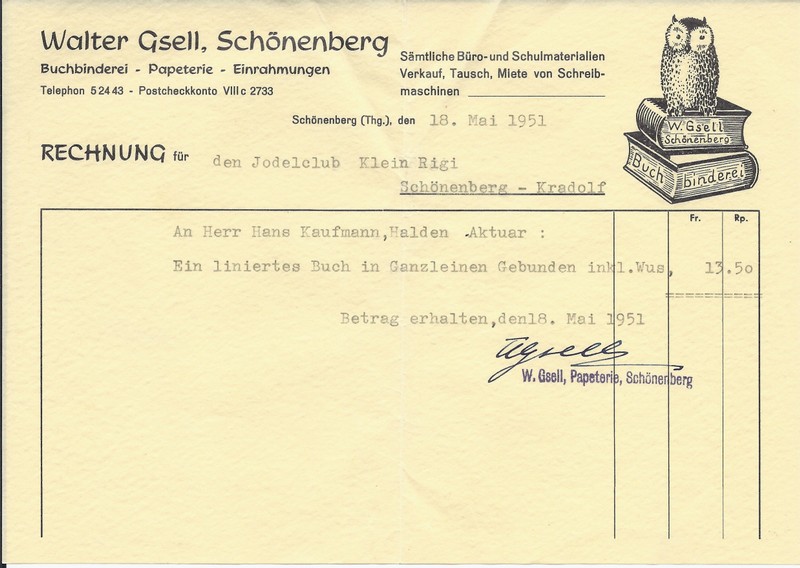 Walter Gsell, Schönenberg
Buchbinderei - Papeterie - Einrahmungen
Telephon 5 24 43 - Postcheckkonto VIIIc 2733
Sämtliche Büro- und Schulmaterialien
Verkauf, Tausch, Miete von Schreib-
maschinen
W. Gsell
Schönenberg
Buch binderei
Schönenberg (Thg.), den 18. Mai 1951
RECHNUNG für den Jodelclub Klein Rigi
Schönenberg - Kradolf
Fr. Rp.
An Herr Hans Kaufmann, Halden Aktuar :
Ein liniertes Buch in Ganzleinen Gebunden inkl.Wus, 13.50
Betrag erhalten,den18. Mai 1951
WGsell
W. Gsell, Papeterie, Schönenberg